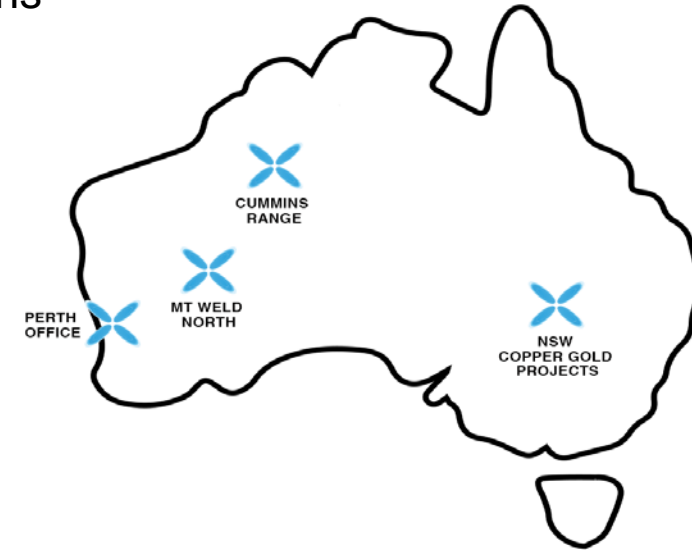 CUMMINS
RANGE
MT WELD
NORTH
PERTH
OFFICE
NSW
COPPER GOLD
PROJECTS